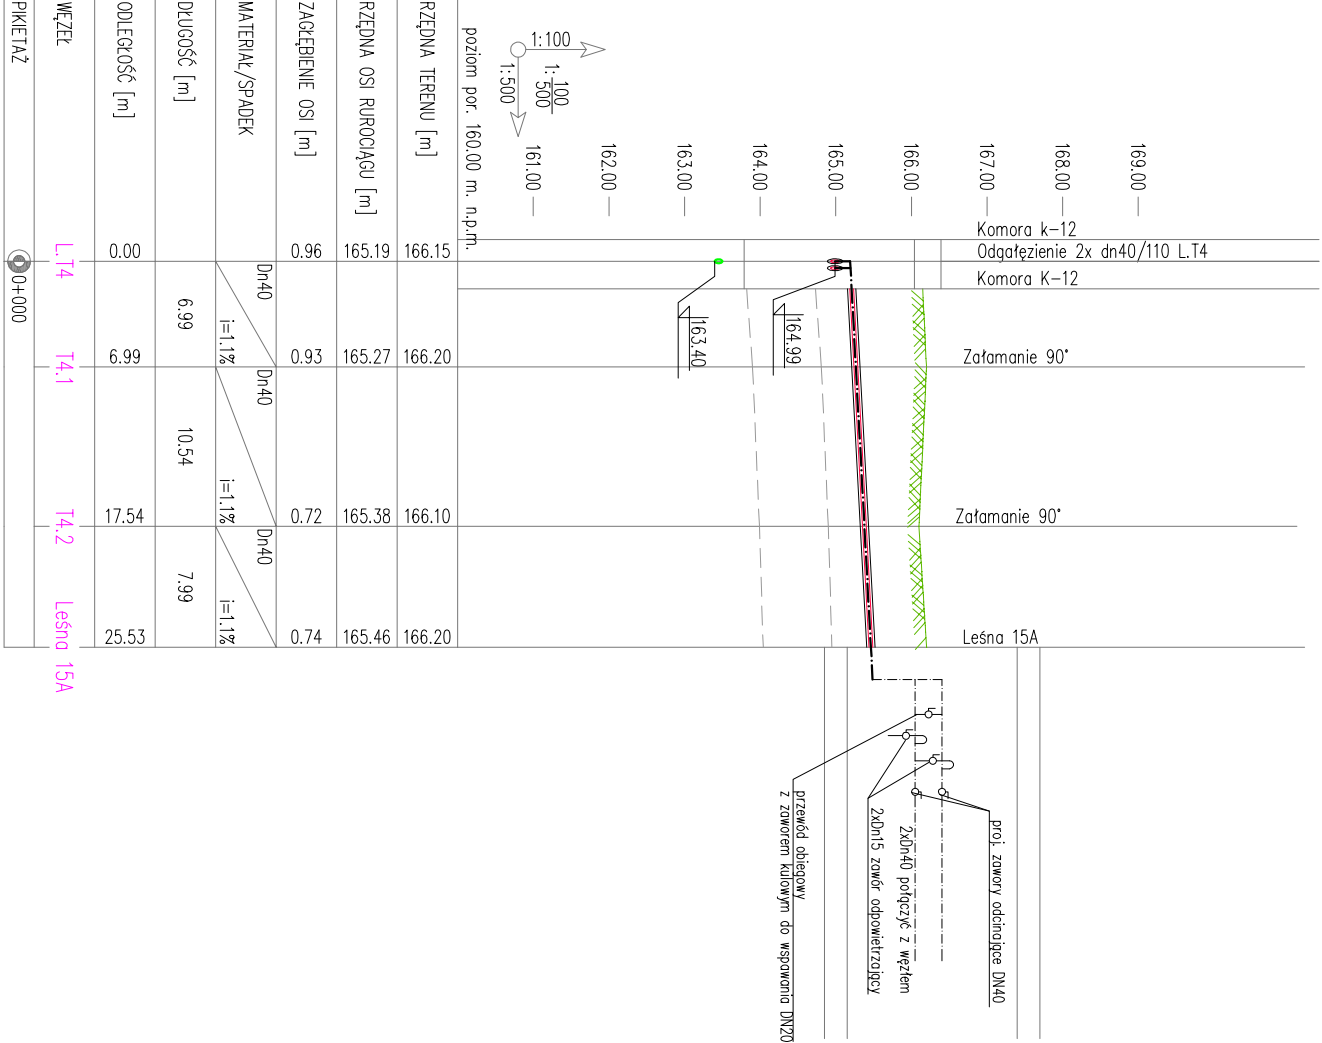 1:100
1:100/500
1:500
169.00
168.00
167.00
166.00
165.00
164.00
163.00
162.00
161.00
poziom por. 160.00 m. n.p.m.
Komora k-12
Odgałęzienie 2x dn40/110 L.T4
Komora K-12
Załamanie 90°
Załamanie 90°
Leśna 15A
164.99
163.40
proj. zawory odcinające DN40
2xDn40 połączyć z węzłem
2xDn15 zawór odpowietrzający
przewód obiegowy
z zaworem kulowym do wspawania DN20
RZĘDNA TERENU [m]
166.15
166.20
166.10
166.20
RZĘDNA OSI RUROCIĄGU [m]
165.19
165.27
165.38
165.46
ZAGŁĘBIENIE OSI [m]
0.96
0.93
0.72
0.74
MATERIAŁ/SPADEK
Dn40
i=1.1%
Dn40
i=1.1%
Dn40
i=1.1%
DŁUGOŚĆ [m]
6.99
10.54
7.99
ODLEGŁOŚĆ [m]
0.00
6.99
17.54
25.53
WĘZEŁ
L.T4
T4.1
T4.2
Leśna 15A
PIKIETAŻ
0+000